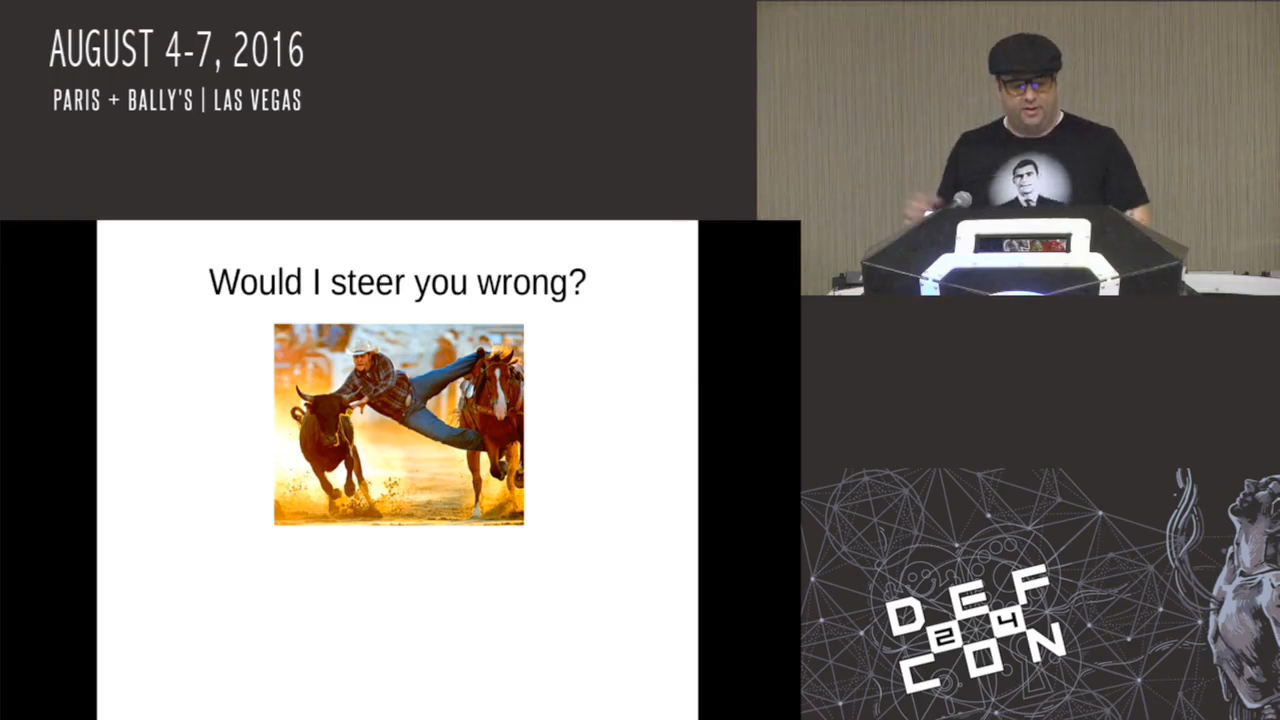 AUGUST 4-7, 2016
PARIS + BALLY'S | LAS VEGAS
Would I steer you wrong?
DEF
24
CON